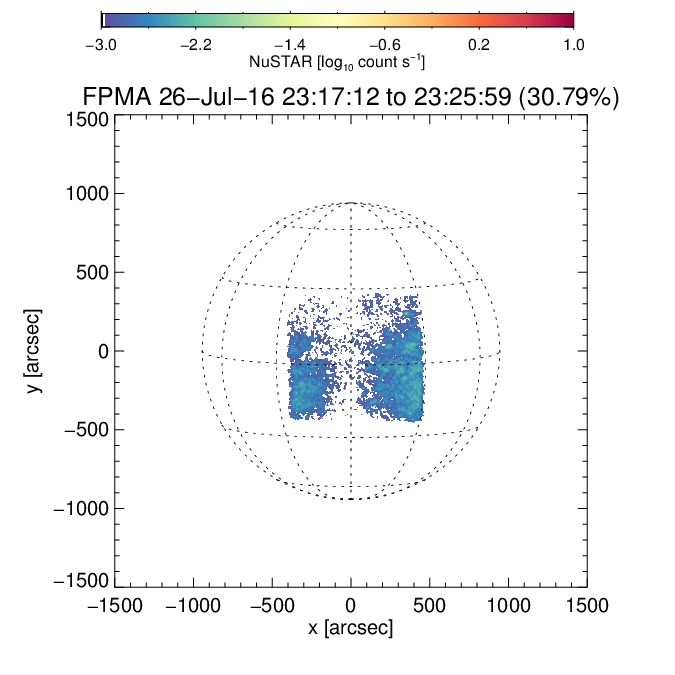 −3.0 −2.2 −1.4 −0.6 0.2 1.0
NuSTAR [log₁₀ count s⁻¹]
FPMA 26−Jul−16 23:17:12 to 23:25:59 (30.79%)
1500
1000
500
0
−500
−1000
−1500
y [arcsec]
−1500 −1000 −500 0 500 1000 1500
x [arcsec]